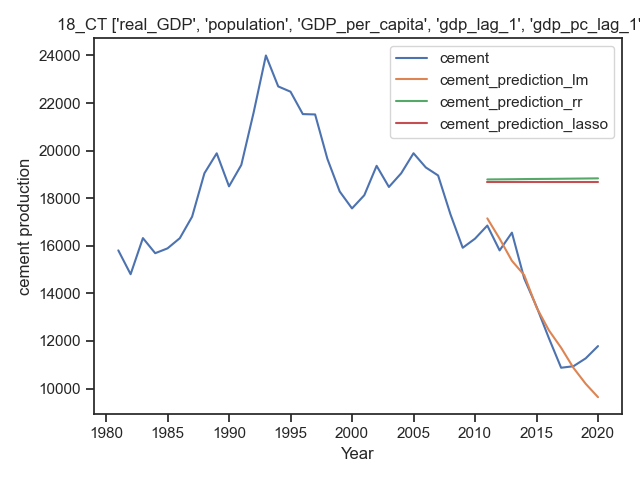 18_CT ['real_GDP', 'population', 'GDP_per_capita', 'gdp_lag_1', 'gdp_pc_lag_1'
cement
cement_prediction_lm
cement_prediction_rr
cement_prediction_lasso
24000
22000
20000
18000
16000
14000
12000
10000
cement production
1980 1985 1990 1995 2000 2005 2010 2015 2020
Year